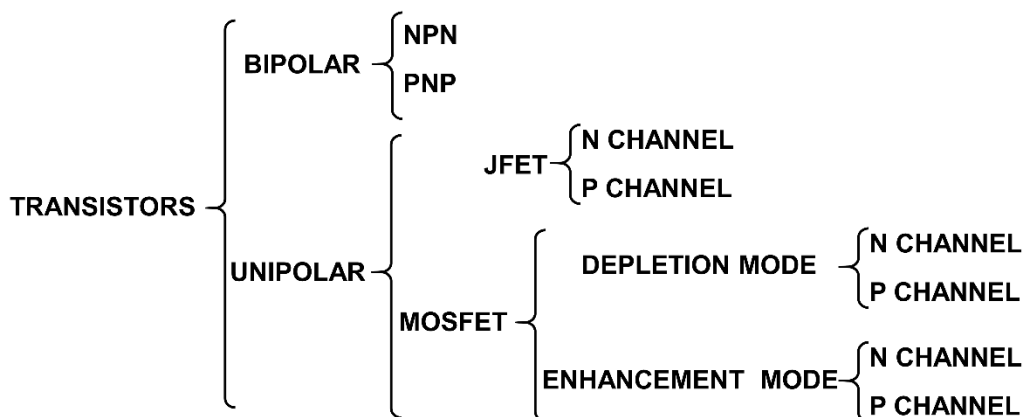 NPN
BIPOLAR
PNP
N CHANNEL
JFET
P CHANNEL
TRANSISTORS
N CHANNEL
DEPLETION MODE
UNIPOLAR
P CHANNEL
MOSFET
N CHANNEL
ENHANCEMENT MODE
P CHANNEL